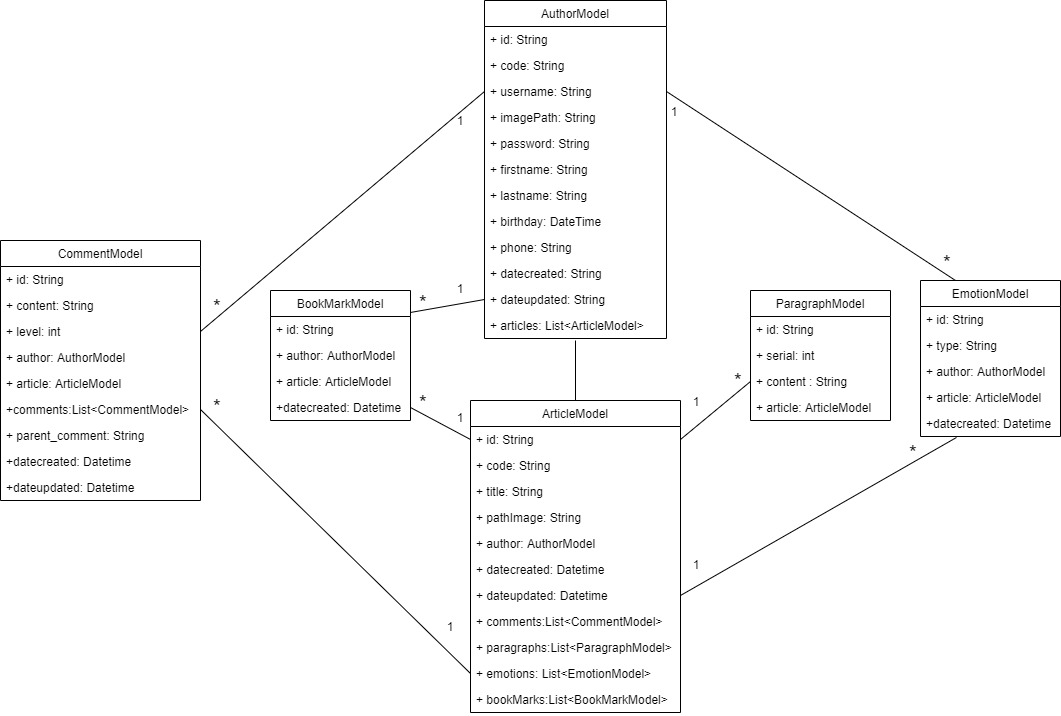 AuthorModel
+ id: String
+ code: String
+ username: String
+ imagePath: String
+ password: String
+ firstname: String
+ lastname: String
+ birthday: DateTime
+ phone: String
+ datecreated: String
+ dateupdated: String
+ articles: List<ArticleModel>
1
1
1
CommentModel
+ id: String
+ content: String
+ level: int
+ author: AuthorModel
+ article: ArticleModel
+comments:List<CommentModel>
+ parent_comment: String
+datecreated: Datetime
+dateupdated: Datetime
*
*
BookMarkModel
+ id: String
+ author: AuthorModel
+ article: ArticleModel
+datecreated: Datetime
*
*
ParagraphModel
+ id: String
+ serial: int
+ content : String
+ article: ArticleModel
*
EmotionModel
+ id: String
+ type: String
+ author: AuthorModel
+ article: ArticleModel
+datecreated: Datetime
*
*
ArticleModel
+ id: String
+ code: String
+ title: String
+ pathImage: String
+ author: AuthorModel
+ datecreated: Datetime
+ dateupdated: Datetime
+ comments:List<CommentModel>
+ paragraphs:List<ParagraphModel>
+ emotions: List<EmotionModel>
+ bookMarks:List<BookMarkModel>
1
1
1
1